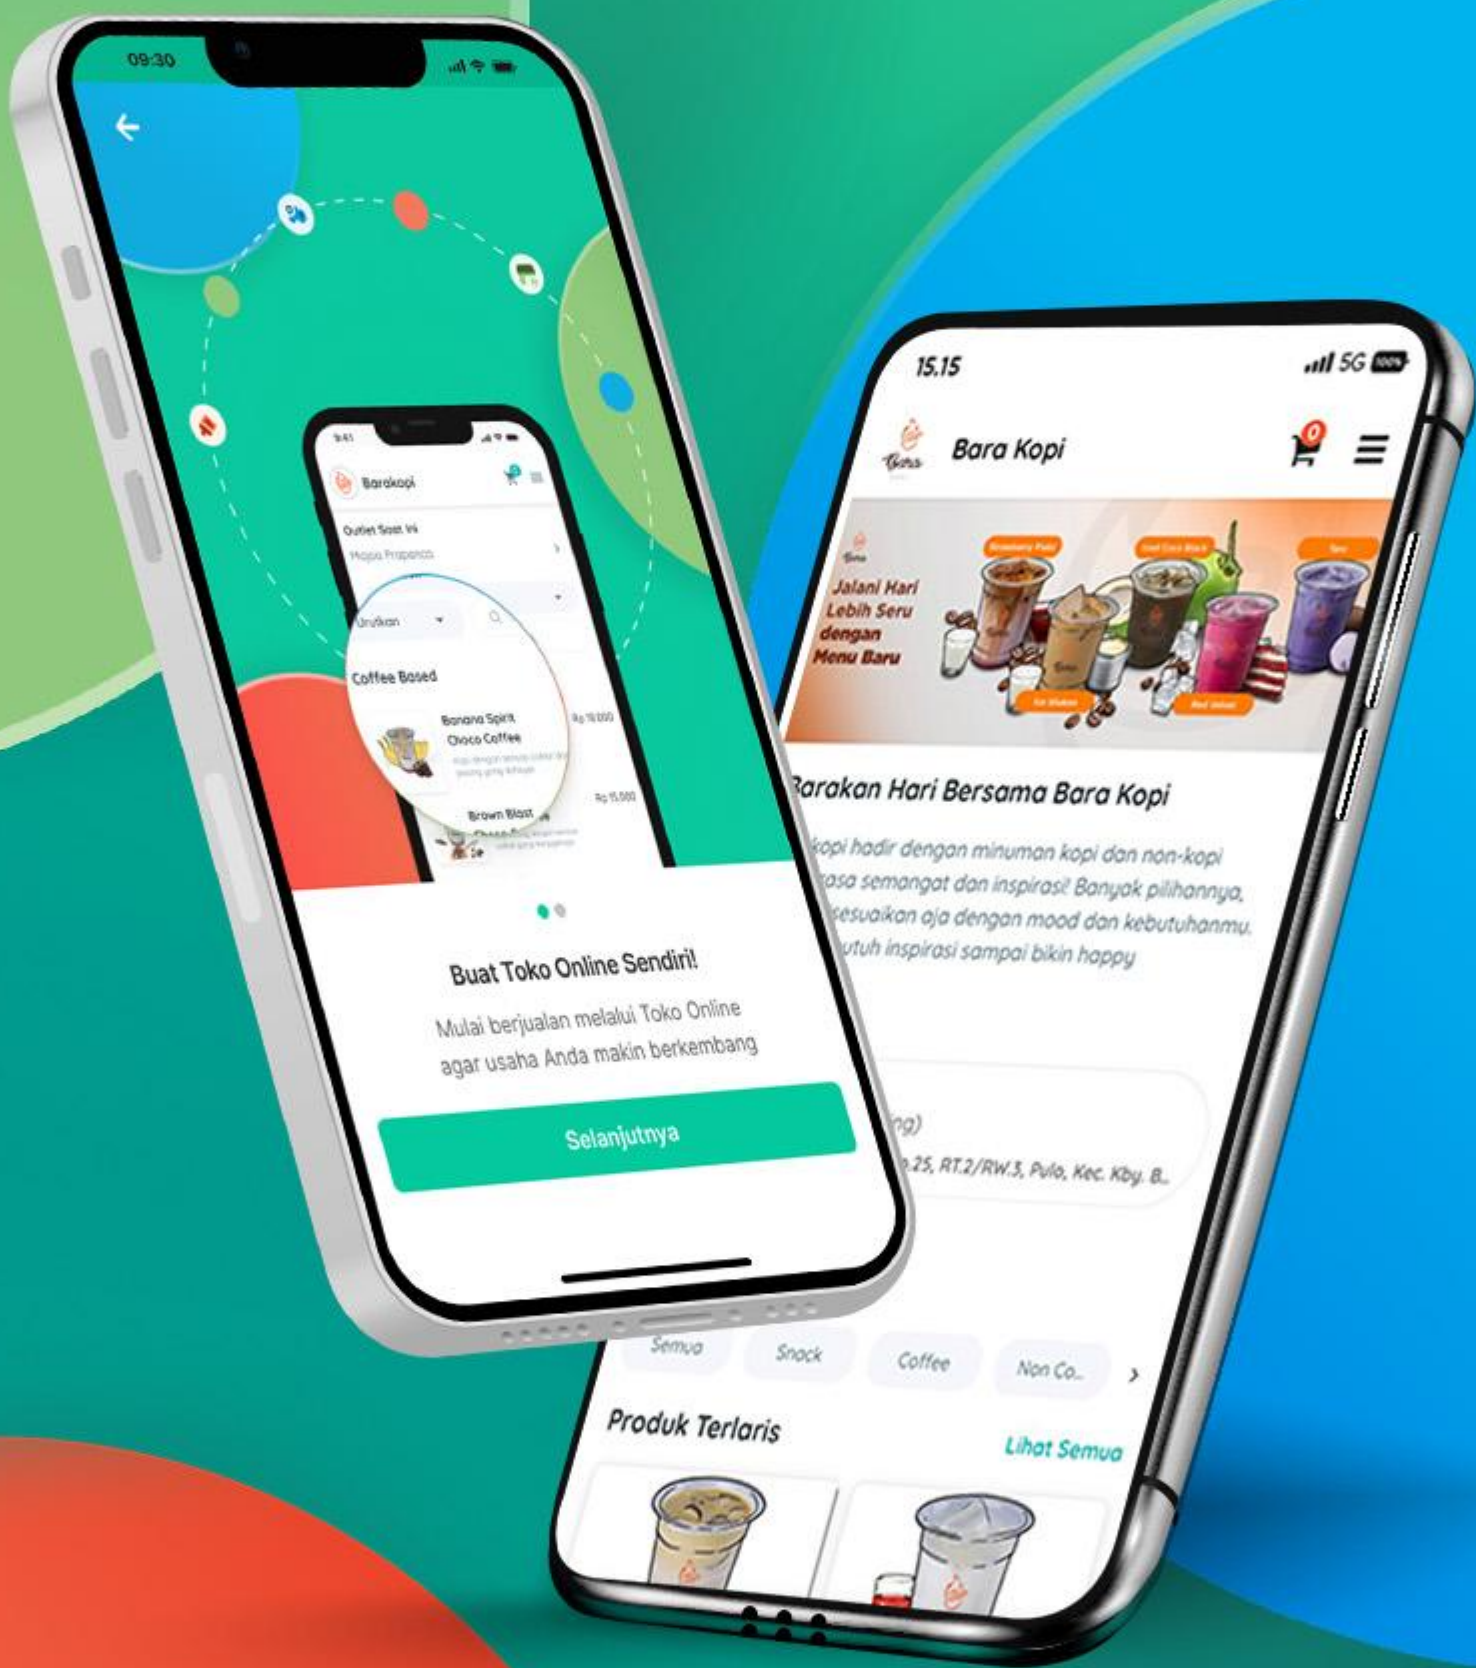 09:30
9:41
Barakopi
Outlet Saat Ini
Urutkan
Coffee Based
Banana Spirit
Choco Coffee
Rp 18.000
Brown Blast
Rp 15.000
Buat Toko Online Sendiri!
Mulai berjualan melalui Toko Online
agar usaha Anda makin berkembang
Selanjutnya
15.15
5G 100%
Bara
Bara Kopi
0
Bara
Jalani Hari
Lebih Seru
dengan
Menu Baru
Red Velvet
Barakan Hari Bersama Bara Kopi
kopi hadir dengan minuman kopi dan non-kopi
rasa semangat dan inspirasi! Banyak pilihannya,
sesuaikan aja dengan mood dan kebutuhanmu.
utuh inspirasi sampai bikin happy
ng)
.25, RT.2/RW.3, Pulo, Kec. Kby. B..
Semua
Snack
Coffee
Non Co..
Produk Terlaris
Lihat Semua